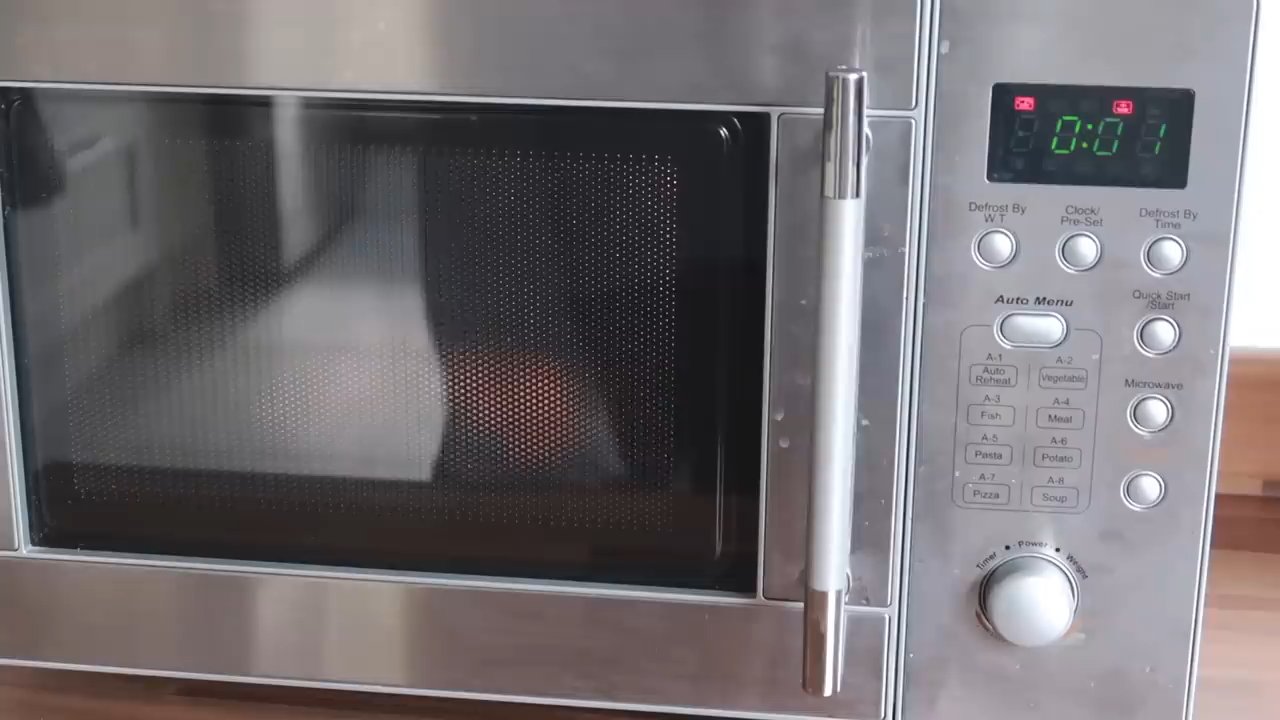 0:01
Defrost By
W T
Clock/
Pre-Set
Defrost By
Time
Auto Menu
Quick Start
/Start
A-1
Auto
Reheat
A-2
Vegetable
Microwave
A-3
Fish
A-4
Meat
A-5
Pasta
A-6
Potato
A-7
Pizza
A-8
Soup
Timer
Power
Weight